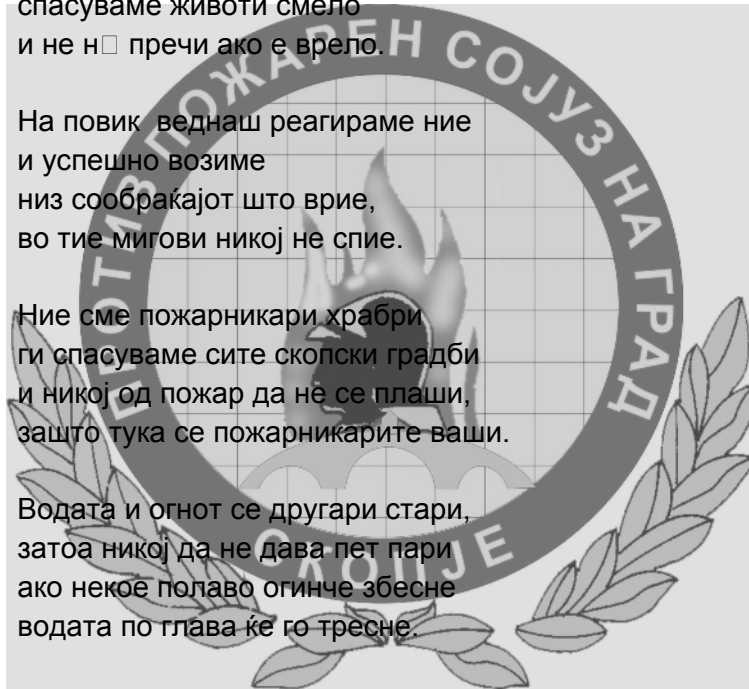 спасуваме животи смело
и не н□ пречи ако е врело.
На повик веднаш реагираме ние
и успешно возиме
низ сообраќајот што врие,
во тие мигови никој не спие.
Ние сме пожарникари храбри
ги спасуваме сите скопски градби
и никој од пожар да не се плаши,
зашто тука се пожарникарите ваши.
Водата и огнот се другари стари,
затоа никој да не дава пет пари
ако некое полаво огинче збесне
водата по глава ќе го тресне.
ПРОТИВ ПОЖАРЕН СОЈУЗ НА ГРАД
СКОПЈЕ